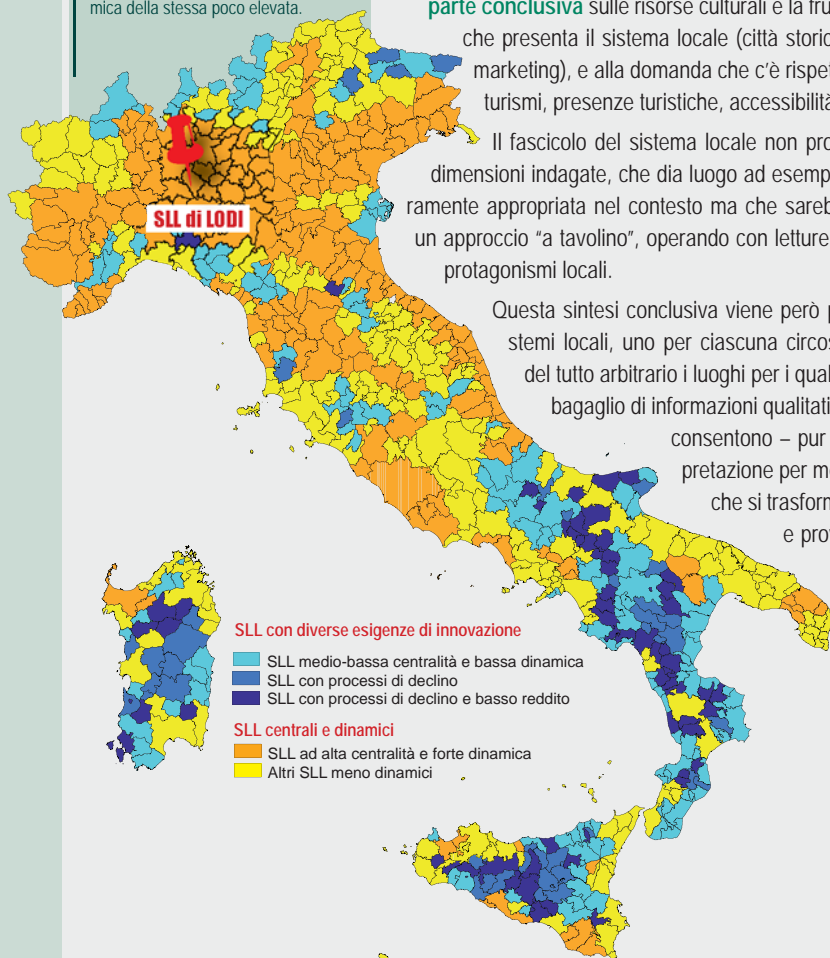 mica della stessa poco elevata.
parte conclusiva sulle risorse culturali e la fru
che presenta il sistema locale (città storic
marketing), e alla domanda che c'è rispet
turismi, presenze turistiche, accessibilità
Il fascicolo del sistema locale non pro
dimensioni indagate, che dia luogo ad esemp
ramente appropriata nel contesto ma che sareb
un approccio "a tavolino", operando con letture
protagonismi locali.
Questa sintesi conclusiva viene però p
stemi locali, uno per ciascuna circos
del tutto arbitrario i luoghi per i qual
bagaglio di informazioni qualitati
consentono – pur
pretazione per me
che si trasform
e prot
SLL di LODI
SLL con diverse esigenze di innovazione
SLL medio-bassa centralità e bassa dinamica
SLL con processi di declino
SLL con processi di declino e basso reddito
SLL centrali e dinamici
SLL ad alta centralità e forte dinamica
Altri SLL meno dinamici